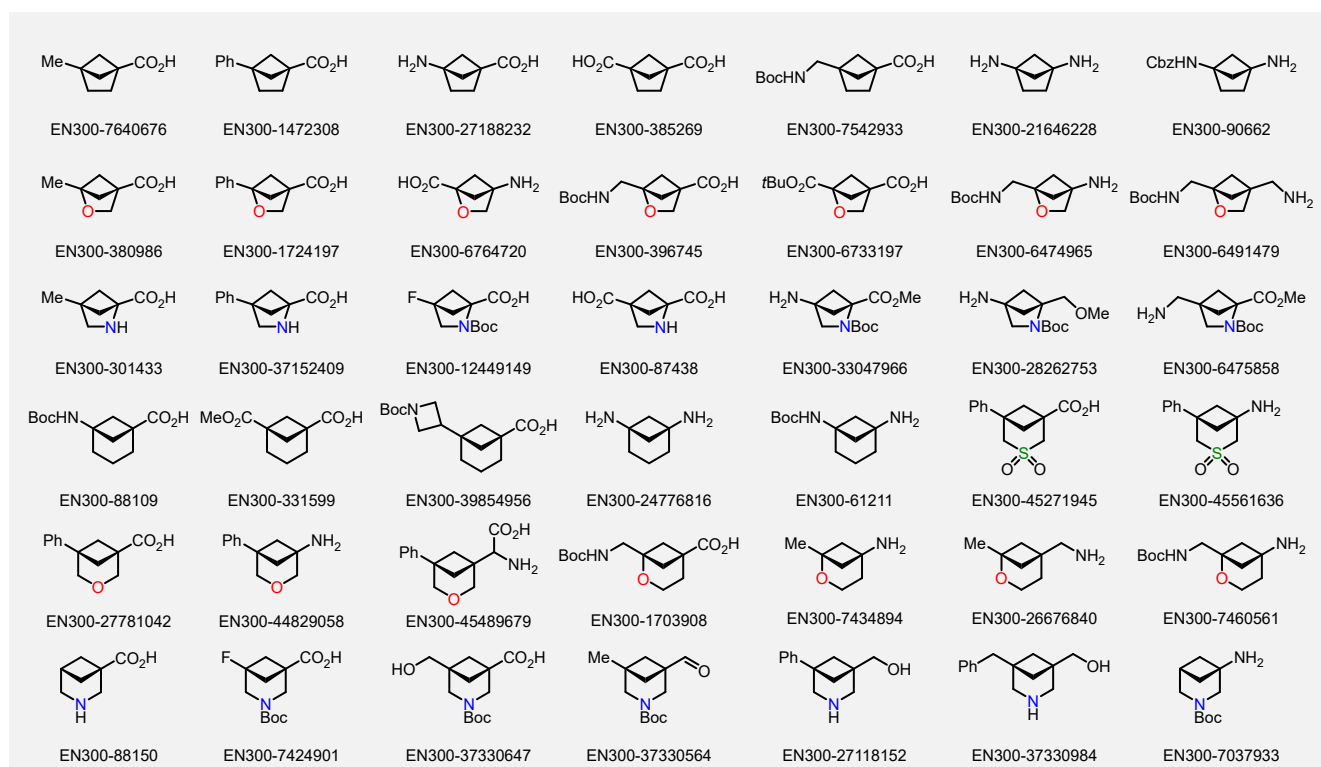 Me CO₂H Ph CO₂H H₂N CO₂H HO₂C CO₂H BocHN CO₂H H₂N NH₂ CbzHN NH₂
EN300-7640676 EN300-1472308 EN300-27188232 EN300-385269 EN300-7542933 EN300-21646228 EN300-90662
Me CO₂H O Ph CO₂H O HO₂C NH₂ O BocHN CO₂H O tBuO₂C CO₂H O BocHN NH₂ O BocHN NH₂ O
EN300-380986 EN300-1724197 EN300-6764720 EN300-396745 EN300-6733197 EN300-6474965 EN300-6491479
Me CO₂H NH Ph CO₂H NH F CO₂H NBoc HO₂C CO₂H NH H₂N CO₂Me NBoc H₂N OMe NBoc H₂N CO₂Me NBoc
EN300-301433 EN300-37152409 EN300-12449149 EN300-87438 EN300-33047966 EN300-28262753 EN300-6475858
BocHN CO₂H MeO₂C CO₂H BocN CO₂H H₂N NH₂ BocHN NH₂ Ph CO₂H S O O Ph NH₂ S O O
EN300-88109 EN300-331599 EN300-39854956 EN300-24776816 EN300-61211 EN300-45271945 EN300-45561636
Ph CO₂H O Ph NH₂ O Ph CO₂H NH₂ O BocHN CO₂H O Me NH₂ O Me NH₂ O BocHN NH₂ O
EN300-27781042 EN300-44829058 EN300-45489679 EN300-1703908 EN300-7434894 EN300-26676840 EN300-7460561
CO₂H N H F CO₂H N Boc HO CO₂H N Boc Me O N Boc Ph OH N H Ph OH N H NH₂ N Boc
EN300-88150 EN300-7424901 EN300-37330647 EN300-37330564 EN300-27118152 EN300-37330984 EN300-7037933